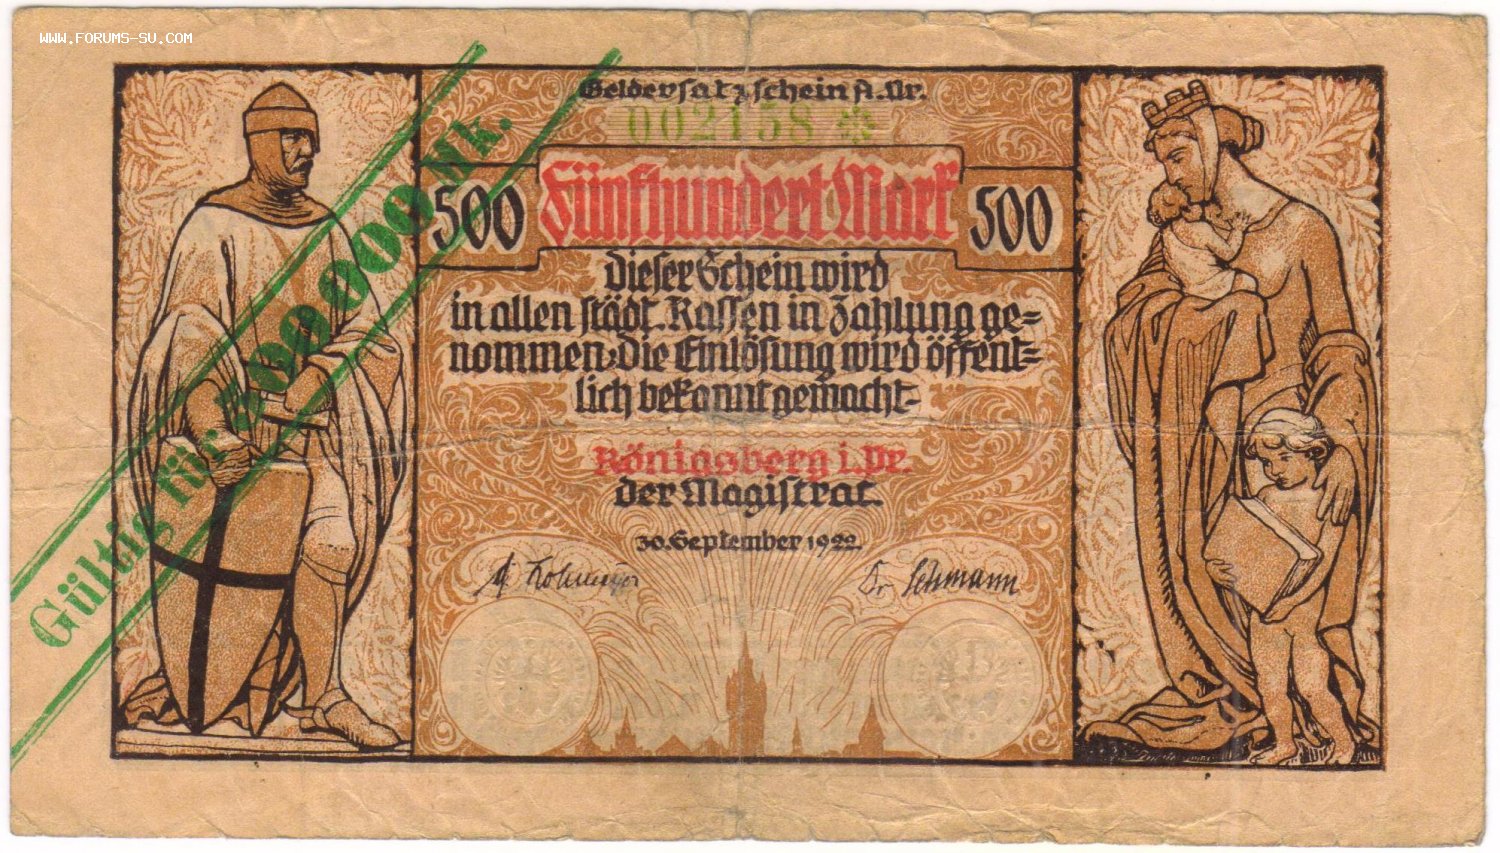 WWW.FORUMS-SU.COM
Geldersatzschein A. Nr.
002158
500 Fünfhundert Mark 500
Dieser Schein wird
in allen städt. Kassen in Zahlung ge=
nommen. Die Einlösung wird öffent=
lich bekannt gemacht.
Königsberg i. Pr.
der Magistrat.
30. September 1922.
Dr Lohmann
Gültig für 500 000 Mk.